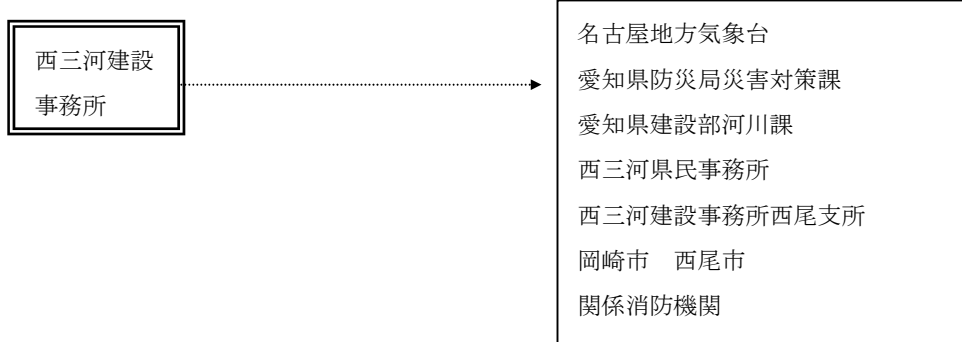 西三河建設
事務所
名古屋地方気象台
愛知県防災局災害対策課
愛知県建設部河川課
西三河県民事務所
西三河建設事務所西尾支所
岡崎市　西尾市
関係消防機関